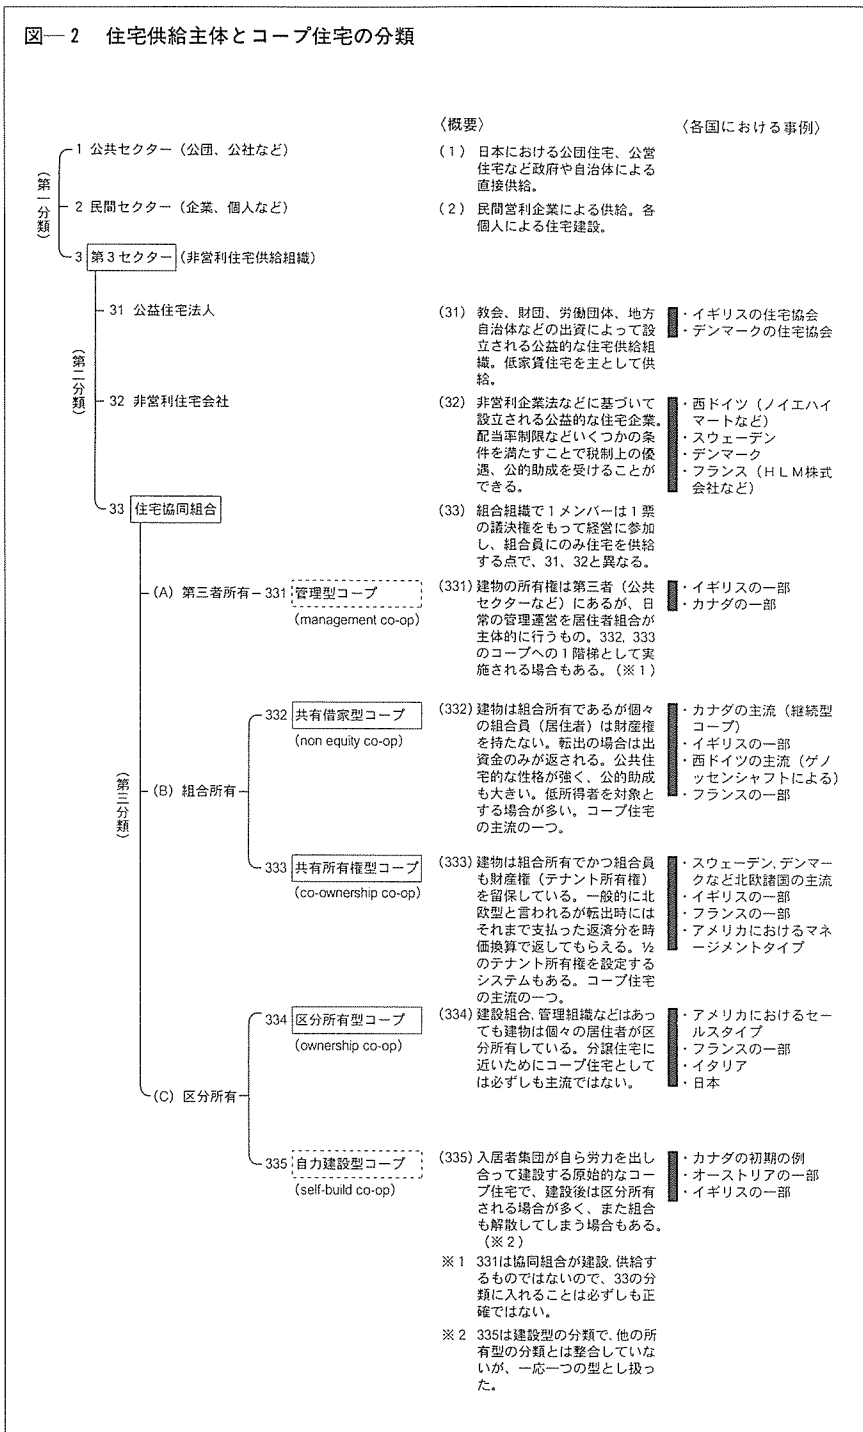 図—2　住宅供給主体とコープ住宅の分類
〈概要〉
〈各国における事例〉
(第一分類)
1 公共セクター（公団、公社など）
(1) 日本における公団住宅、公営
住宅など政府や自治体による
直接供給。
2 民間セクター（企業、個人など）
(2) 民間営利企業による供給。各
個人による住宅建設。
3 第3セクター（非営利住宅供給組織）
(第二分類)
31 公益住宅法人
(31) 教会、財団、労働団体、地方
自治体などの出資によって設
立される公益的な住宅供給組
織。低家賃住宅を主として供
給。
・イギリスの住宅協会
・デンマークの住宅協会
32 非営利住宅会社
(32) 非営利企業法などに基づいて
設立される公益的な住宅企業。
配当率制限などいくつかの条
件を満たすことで税制上の優
遇、公的助成を受けることが
できる。
・西ドイツ（ノイエハイ
マートなど）
・スウェーデン
・デンマーク
・フランス（HLM株式
会社など）
33 住宅協同組合
(33) 組合組織で1メンバーは1票
の議決権をもって経営に参加
し、組合員にのみ住宅を供給
する点で、31、32と異なる。
(第三分類)
(A) 第三者所有
331 管理型コープ
(management co-op)
(331) 建物の所有権は第三者（公共
セクターなど）にあるが、日
常の管理運営を居住者組合が
主体的に行うもの。332, 333
のコープへの1階梯として実
施される場合もある。（※1）
・イギリスの一部
・カナダの一部
(B) 組合所有
332 共有借家型コープ
(non equity co-op)
(332) 建物は組合所有であるが個々
の組合員（居住者）は財産権
を持たない。転出の場合は出
資金のみが返される。公共住
宅的な性格が強く、公的助成
も大きい。低所得者を対象と
する場合が多い。コープ住宅
の主流の一つ。
・カナダの主流（継続型
コープ）
・イギリスの一部
・西ドイツの主流（ゲノ
ッセンシャフトによる）
・フランスの一部
333 共有所有権型コープ
(co-ownership co-op)
(333) 建物は組合所有でかつ組合員
も財産権（テナント所有権）
を留保している。一般的に北
欧型と言われるが転出時には
それまで支払った返済分を時
価換算で返してもらえる。½
のテナント所有権を設定する
システムもある。コープ住宅
の主流の一つ。
・スウェーデン、デンマー
クなど北欧諸国の主流
・イギリスの一部
・フランスの一部
・アメリカにおけるマネ
ージメントタイプ
(C) 区分所有
334 区分所有型コープ
(ownership co-op)
(334) 建設組合、管理組織などはあっ
ても建物は個々の居住者が区
分所有している。分譲住宅に
近いためにコープ住宅として
は必ずしも主流ではない。
・アメリカにおけるセー
ルスタイプ
・フランスの一部
・イタリア
・日本
335 自力建設型コープ
(self-build co-op)
(335) 入居者集団が自ら労力を出し
合って建設する原始的なコー
プ住宅で、建設後は区分所有
される場合が多く、また組合
も解散してしまう場合もある。
（※2）
・カナダの初期の例
・オーストリアの一部
・イギリスの一部
※1 331は協同組合が建設、供給す
るものではないので、33の分
類に入れることは必ずしも正
確ではない。
※2 335は建設型の分類で、他の所
有型の分類とは整合していな
いが、一応一つの型とし扱っ
た。